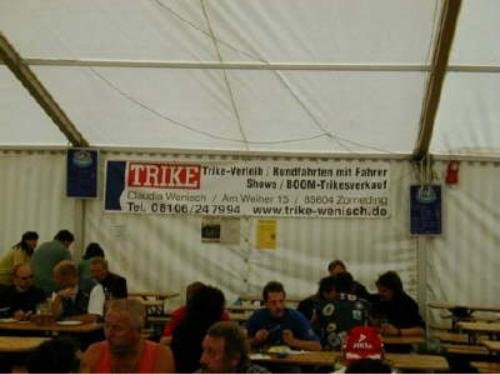 TRIKE Trike-Verleih / Rundfahrten mit Fahrer
Shows / BOOM-Trikesverkauf
Claudia Wenisch / Am Weiher 15 / 85604 Zorneding
Tel. 08106/247994 www.trike-wenisch.de